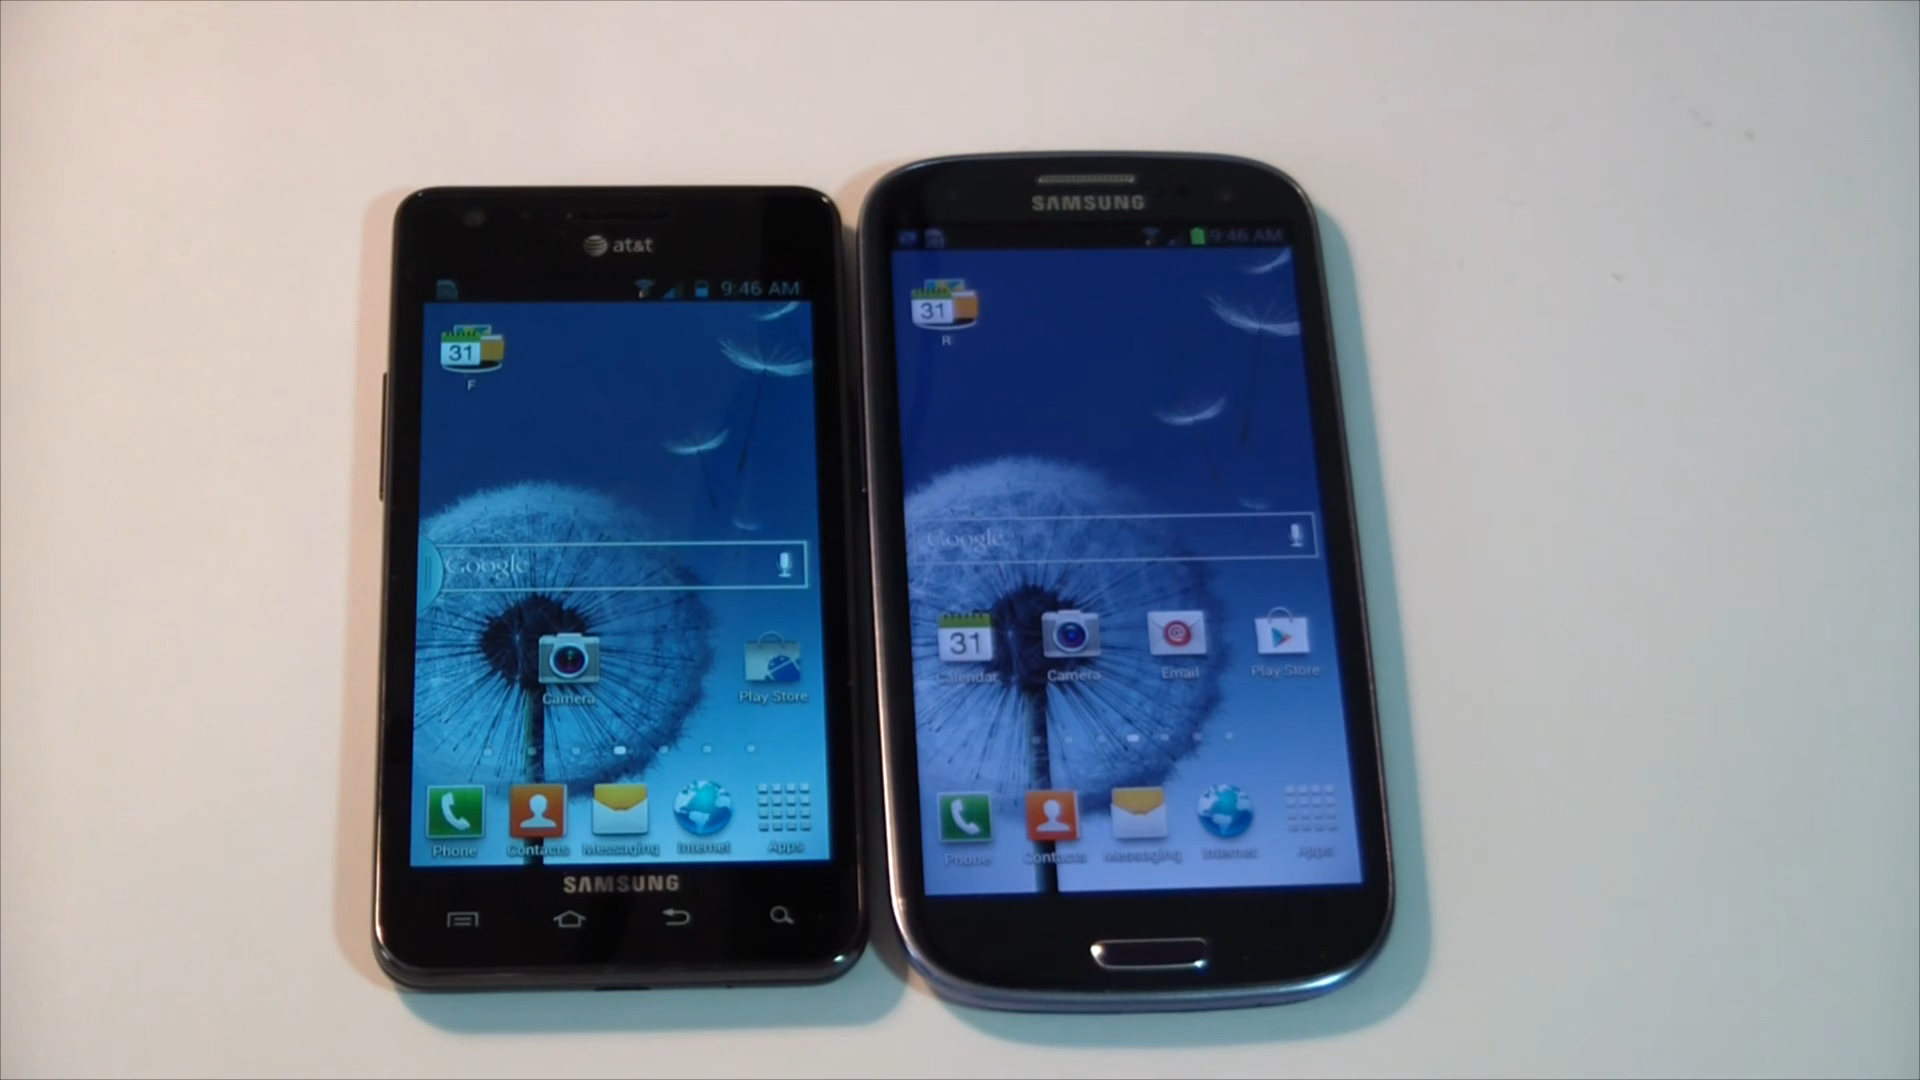 at&t
9:46 AM
31
F
Google
Camera
Play Store
Phone
Contacts
Messaging
Internet
Apps
SAMSUNG
SAMSUNG
9:46 AM
31
R
Google
31
Calendar
Camera
Email
Play Store
Phone
Contacts
Messaging
Internet
Apps